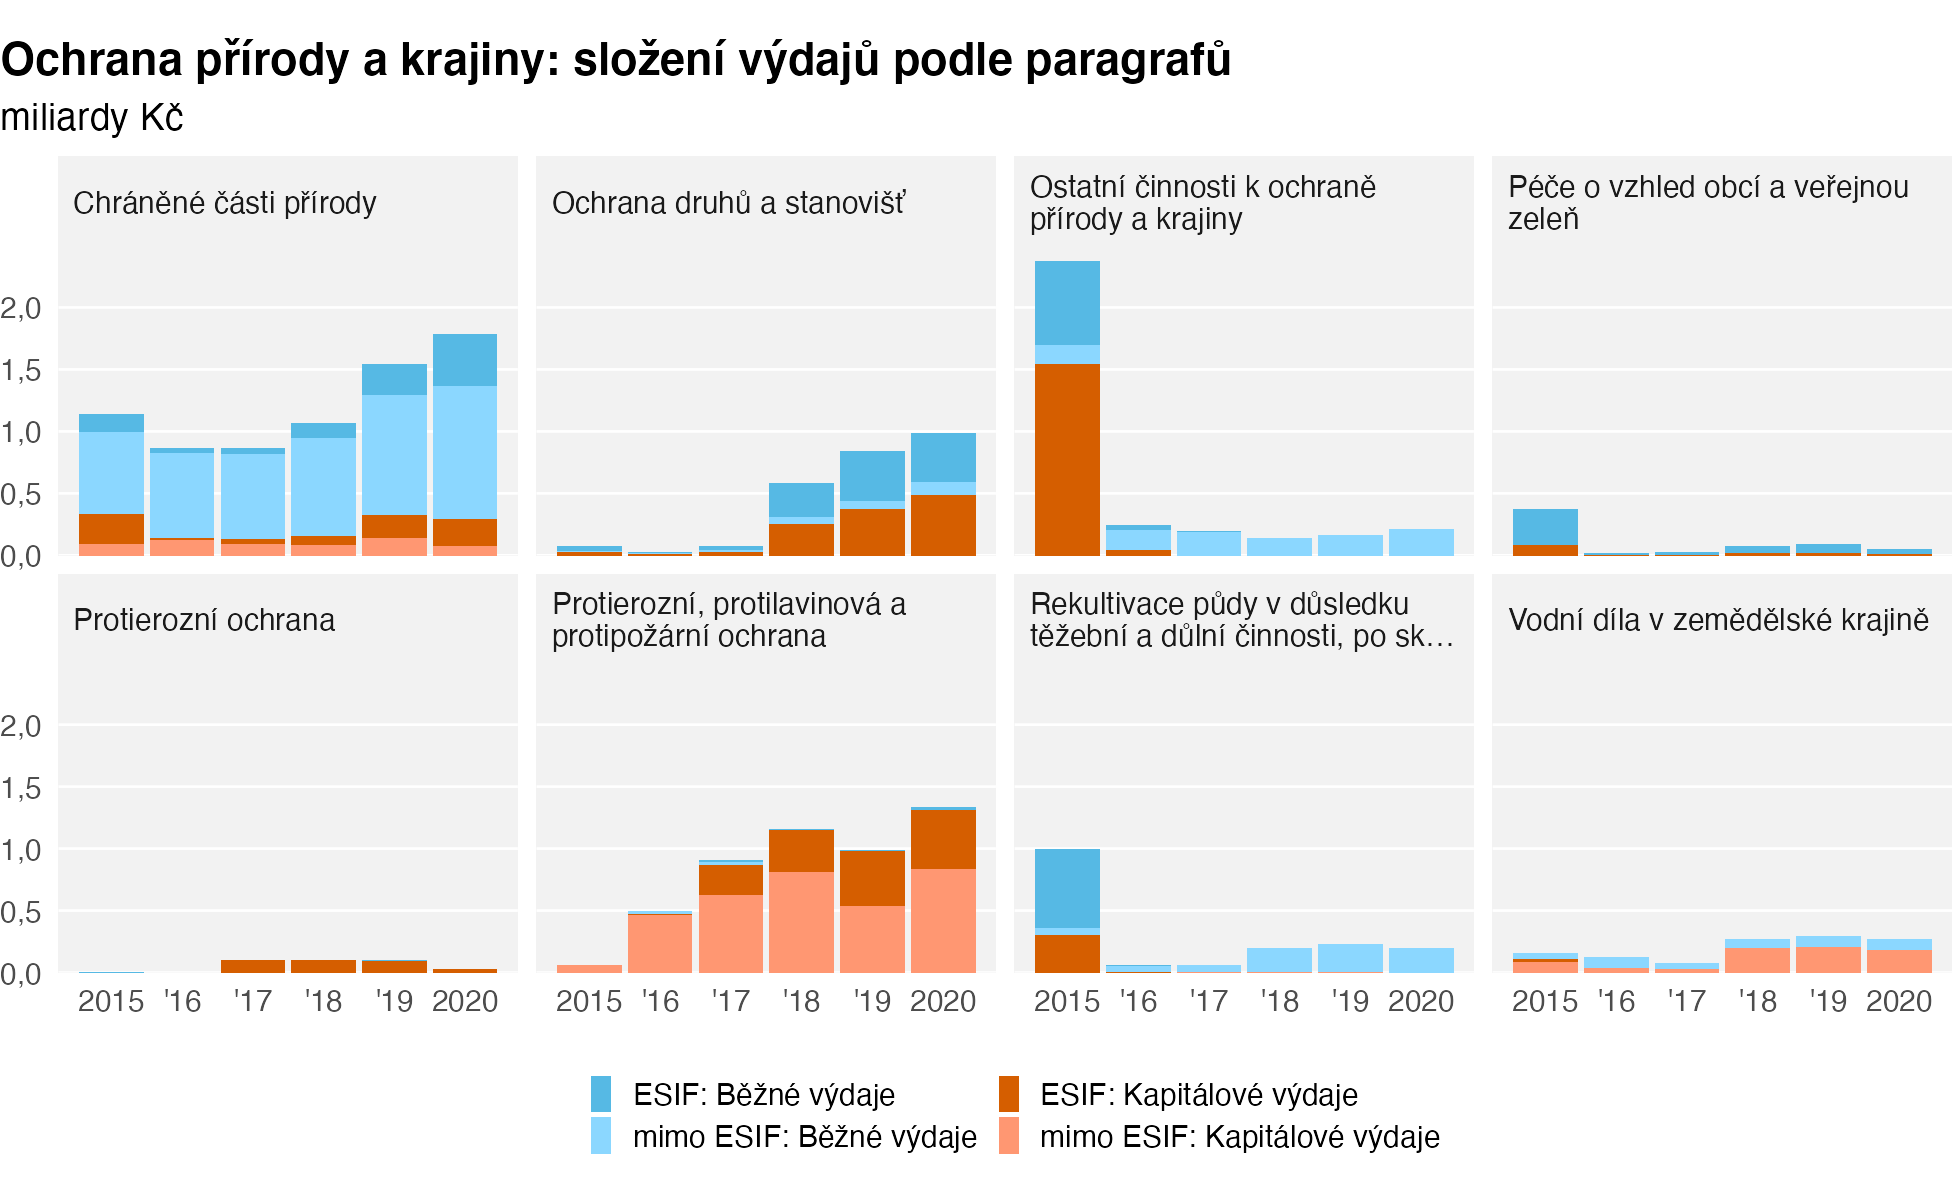 Ochrana přírody a krajiny: složení výdajů podle paragrafů
miliardy Kč
Chráněné části přírody
Ochrana druhů a stanovišť
Ostatní činnosti k ochraně
přírody a krajiny
Péče o vzhled obcí a veřejnou
zeleň
2,0
1,5
1,0
0,5
0,0
Protierozní ochrana
Protierozní, protilavinová a
protipožární ochrana
Rekultivace půdy v důsledku
těžební a důlní činnosti, po sk…
Vodní díla v zemědělské krajině
2,0
1,5
1,0
0,5
0,0
2015 '16 '17 '18 '19 2020
2015 '16 '17 '18 '19 2020
2015 '16 '17 '18 '19 2020
2015 '16 '17 '18 '19 2020
ESIF: Běžné výdaje
mimo ESIF: Běžné výdaje
ESIF: Kapitálové výdaje
mimo ESIF: Kapitálové výdaje